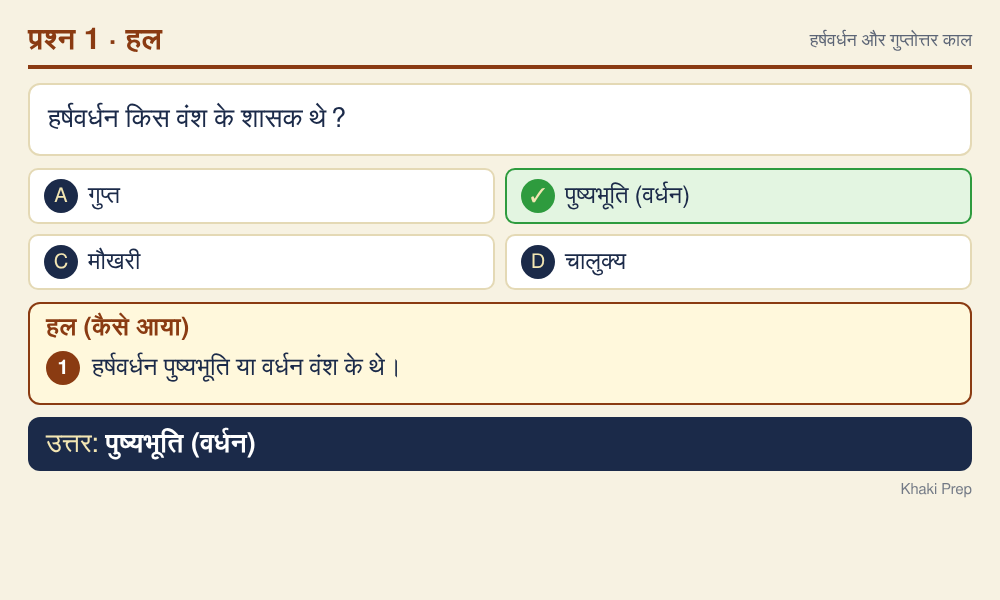 प्रश्न 1 · हल
हर्षवर्धन और गुप्तोत्तर काल
हर्षवर्धन किस वंश के शासक थे ?
A गुप्त
✓ पुष्यभूति (वर्धन)
C मौखरी
D चालुक्य
हल (कैसे आया)
1 हर्षवर्धन पुष्यभूति या वर्धन वंश के थे।
उत्तर: पुष्यभूति (वर्धन)
Khaki Prep